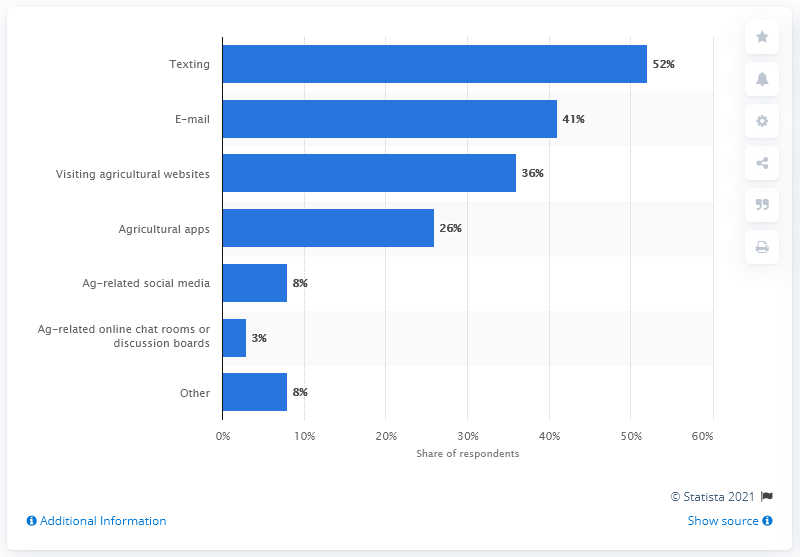 Texting
52%
E-mail
41%
Visiting agricultural websites
36%
Agricultural apps
26%
Ag-related social media
8%
Ag-related online chat rooms or
discussion boards
3%
Other
8%
0% 10% 20% 30% 40% 50% 60%
Share of respondents
© Statista 2021
Additional Information
Show source